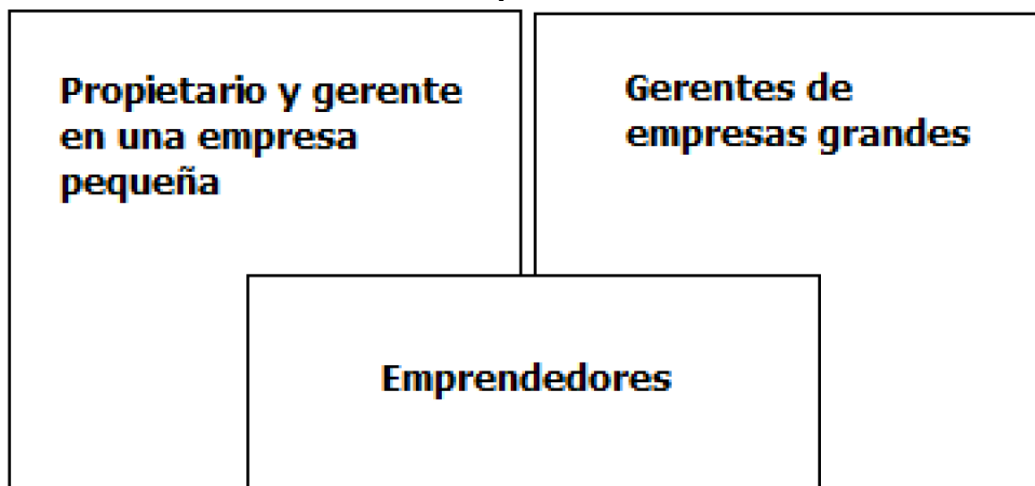 Propietario y gerente
en una empresa
pequeña
Gerentes de
empresas grandes
Emprendedores